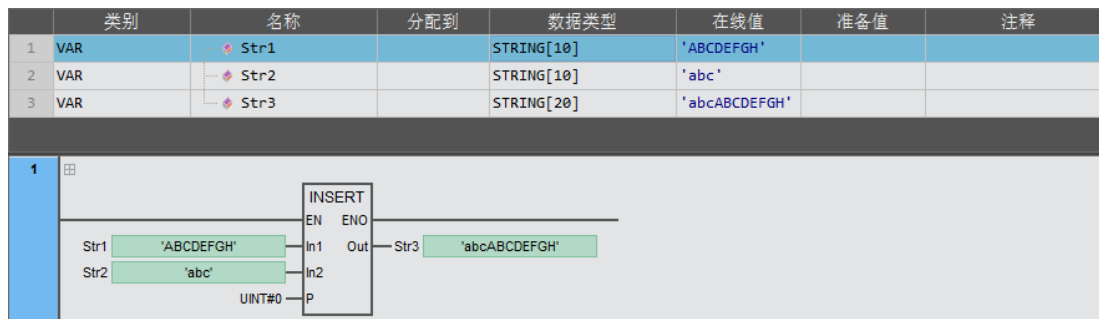 类别 名称 分配到 数据类型 在线值 准备值 注释
1 VAR Str1 STRING[10] 'ABCDEFGH'
2 VAR Str2 STRING[10] 'abc'
3 VAR Str3 STRING[20] 'abcABCDEFGH'
1
INSERT
EN ENO
Str1 'ABCDEFGH' In1 Out Str3 'abcABCDEFGH'
Str2 'abc' In2
UINT#0 P